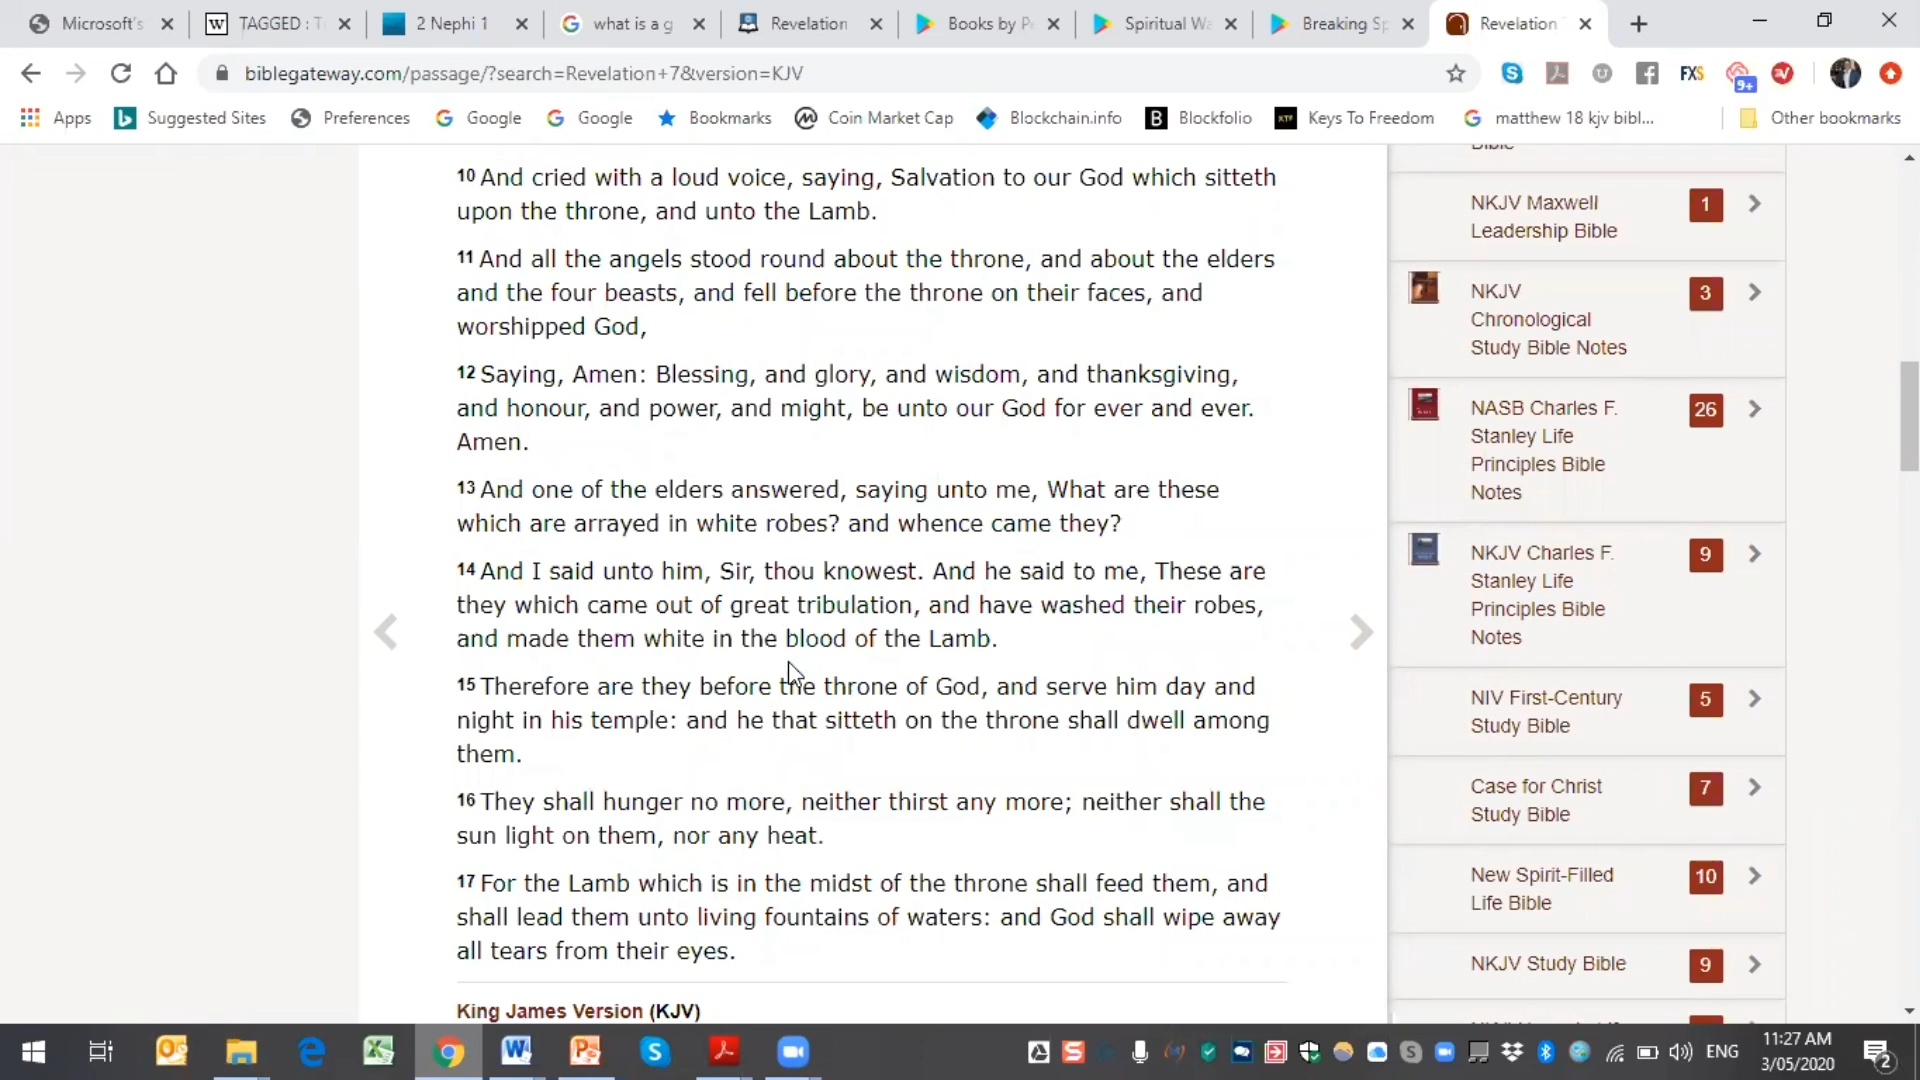 Microsoft's
TAGGED : T
2 Nephi 1
what is a g
Revelation
Books by P
Spiritual Wa
Breaking Sp
Revelation
biblegateway.com/passage/?search=Revelation+7&version=KJV
FXS
9+
Apps
Suggested Sites
Preferences
Google
Google
Bookmarks
Coin Market Cap
Blockchain.info
Blockfolio
Keys To Freedom
matthew 18 kjv bibl...
Other bookmarks
10 And cried with a loud voice, saying, Salvation to our God which sitteth
upon the throne, and unto the Lamb.
11 And all the angels stood round about the throne, and about the elders
and the four beasts, and fell before the throne on their faces, and
worshipped God,
12 Saying, Amen: Blessing, and glory, and wisdom, and thanksgiving,
and honour, and power, and might, be unto our God for ever and ever.
Amen.
13 And one of the elders answered, saying unto me, What are these
which are arrayed in white robes? and whence came they?
14 And I said unto him, Sir, thou knowest. And he said to me, These are
they which came out of great tribulation, and have washed their robes,
and made them white in the blood of the Lamb.
15 Therefore are they before the throne of God, and serve him day and
night in his temple: and he that sitteth on the throne shall dwell among
them.
16 They shall hunger no more, neither thirst any more; neither shall the
sun light on them, nor any heat.
17 For the Lamb which is in the midst of the throne shall feed them, and
shall lead them unto living fountains of waters: and God shall wipe away
all tears from their eyes.
King James Version (KJV)
Bible
NKJV Maxwell
Leadership Bible
1
NKJV
Chronological
Study Bible Notes
3
NASB Charles F.
Stanley Life
Principles Bible
Notes
26
NKJV Charles F.
Stanley Life
Principles Bible
Notes
9
NIV First-Century
Study Bible
5
Case for Christ
Study Bible
7
New Spirit-Filled
Life Bible
10
NKJV Study Bible
9
ENG
11:27 AM
3/05/2020
2